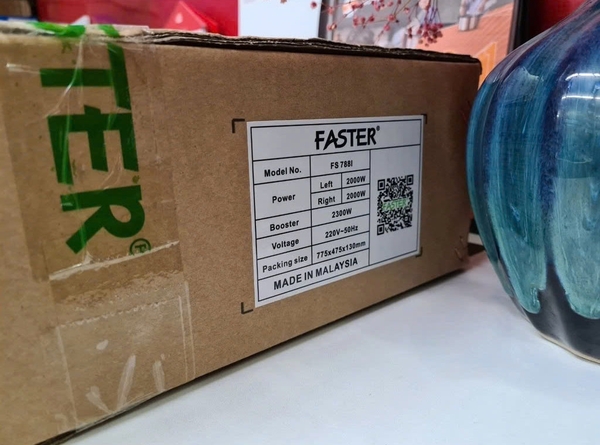 TER®
FASTER®
Model No. FS 788I
Power Left 2000W
Right 2000W
Booster 2300W
Voltage 220V~50Hz
Packing size 775x475x130mm
MADE IN MALAYSIA
FASTER